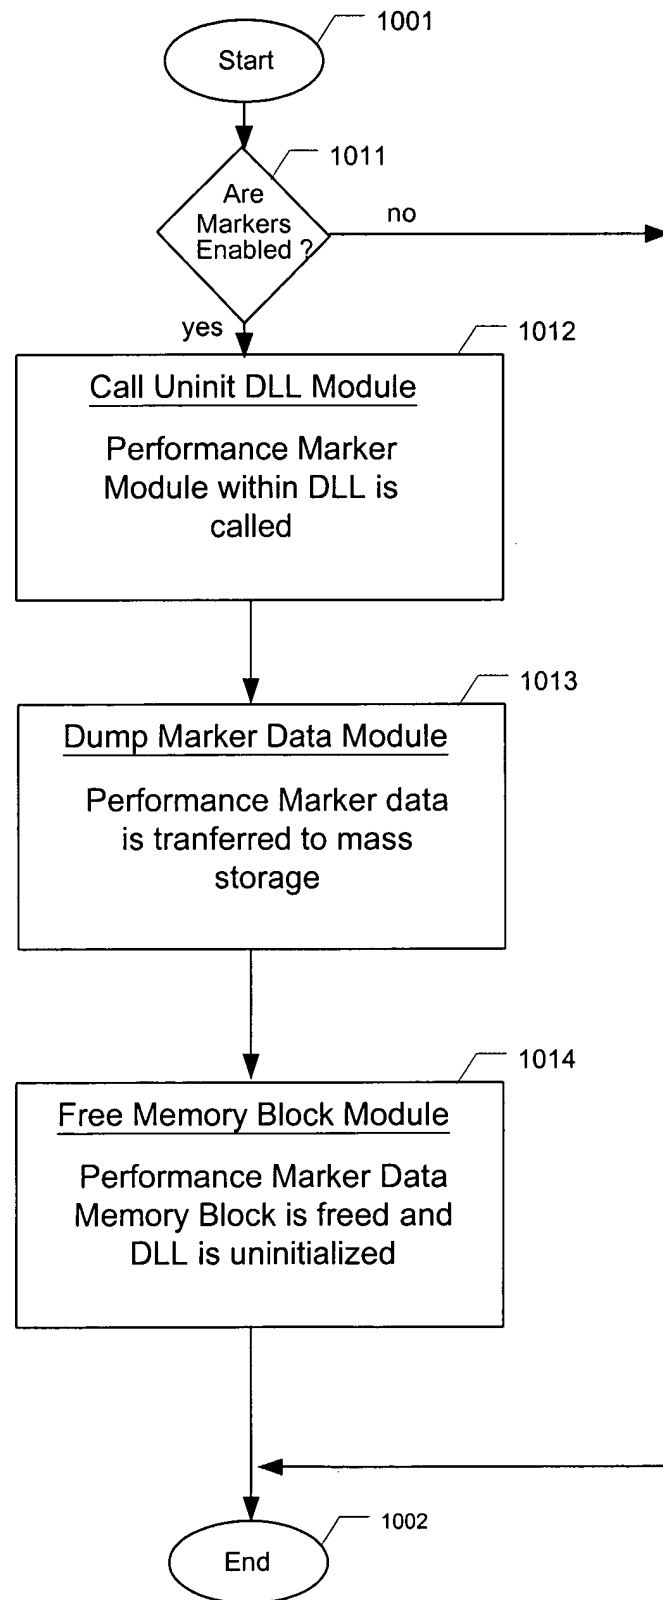 1001
Start
1011
Are
Markers
Enabled ?
no
yes
1012
Call Uninit DLL Module
Performance Marker
Module within DLL is
called
1013
Dump Marker Data Module
Performance Marker data
is tranferred to mass
storage
1014
Free Memory Block Module
Performance Marker Data
Memory Block is freed and
DLL is uninitialized
1002
End